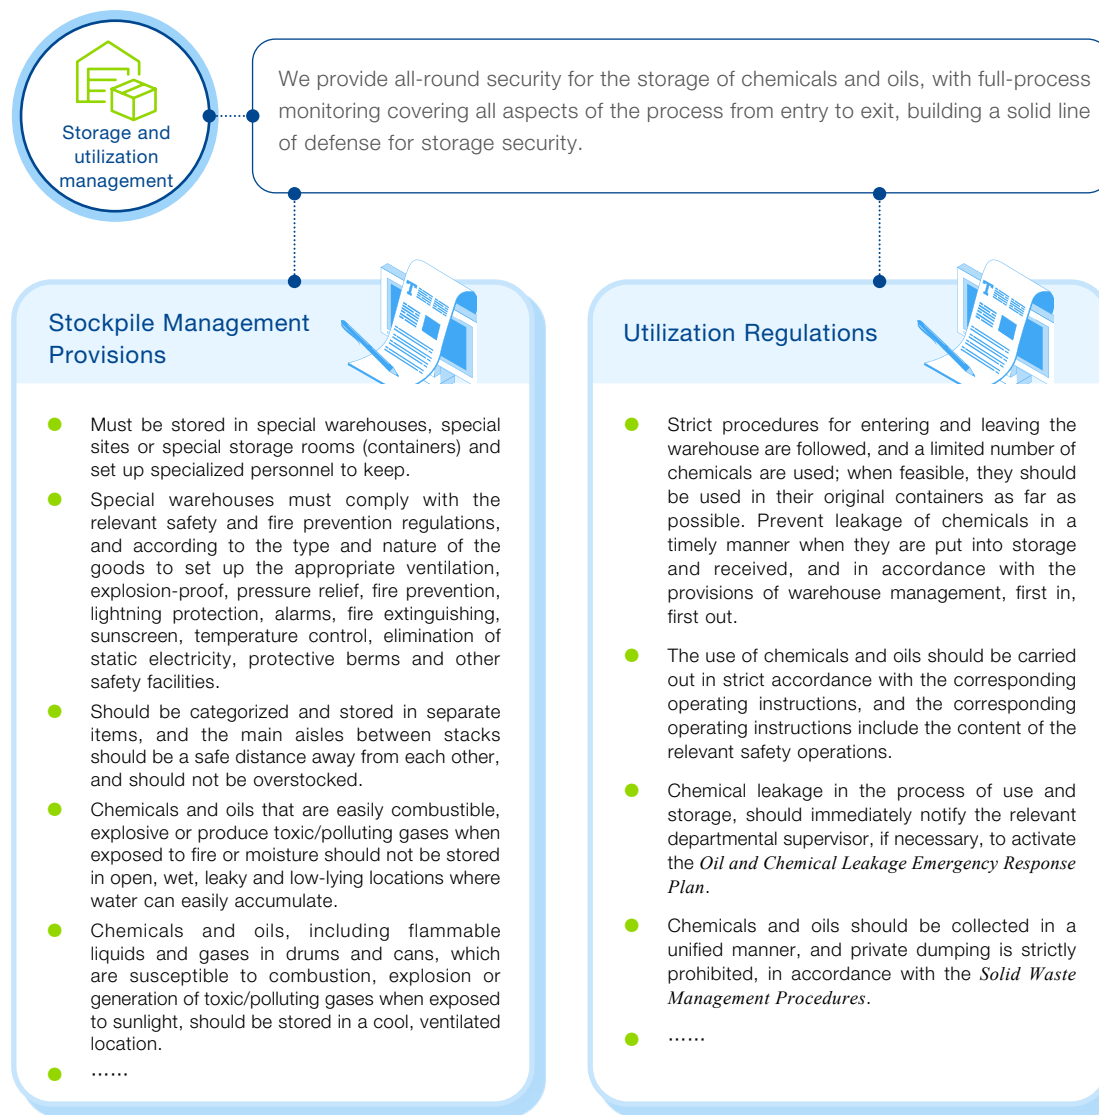 Storage and
utilization
management
We provide all-round security for the storage of chemicals and oils, with full-process
monitoring covering all aspects of the process from entry to exit, building a solid line
of defense for storage security.
Stockpile Management
Provisions
Must be stored in special warehouses, special
sites or special storage rooms (containers) and
set up specialized personnel to keep.
Special warehouses must comply with the
relevant safety and fire prevention regulations,
and according to the type and nature of the
goods to set up the appropriate ventilation,
explosion-proof, pressure relief, fire prevention,
lightning protection, alarms, fire extinguishing,
sunscreen, temperature control, elimination of
static electricity, protective berms and other
safety facilities.
Should be categorized and stored in separate
items, and the main aisles between stacks
should be a safe distance away from each other,
and should not be overstocked.
Chemicals and oils that are easily combustible,
explosive or produce toxic/polluting gases when
exposed to fire or moisture should not be stored
in open, wet, leaky and low-lying locations where
water can easily accumulate.
Chemicals and oils, including flammable
liquids and gases in drums and cans, which
are susceptible to combustion, explosion or
generation of toxic/polluting gases when exposed
to sunlight, should be stored in a cool, ventilated
location.
……
Utilization Regulations
Strict procedures for entering and leaving the
warehouse are followed, and a limited number of
chemicals are used; when feasible, they should
be used in their original containers as far as
possible. Prevent leakage of chemicals in a
timely manner when they are put into storage
and received, and in accordance with the
provisions of warehouse management, first in,
first out.
The use of chemicals and oils should be carried
out in strict accordance with the corresponding
operating instructions, and the corresponding
operating instructions include the content of the
relevant safety operations.
Chemical leakage in the process of use and
storage, should immediately notify the relevant
departmental supervisor, if necessary, to activate
the Oil and Chemical Leakage Emergency Response
Plan.
Chemicals and oils should be collected in a
unified manner, and private dumping is strictly
prohibited, in accordance with the Solid Waste
Management Procedures.
……